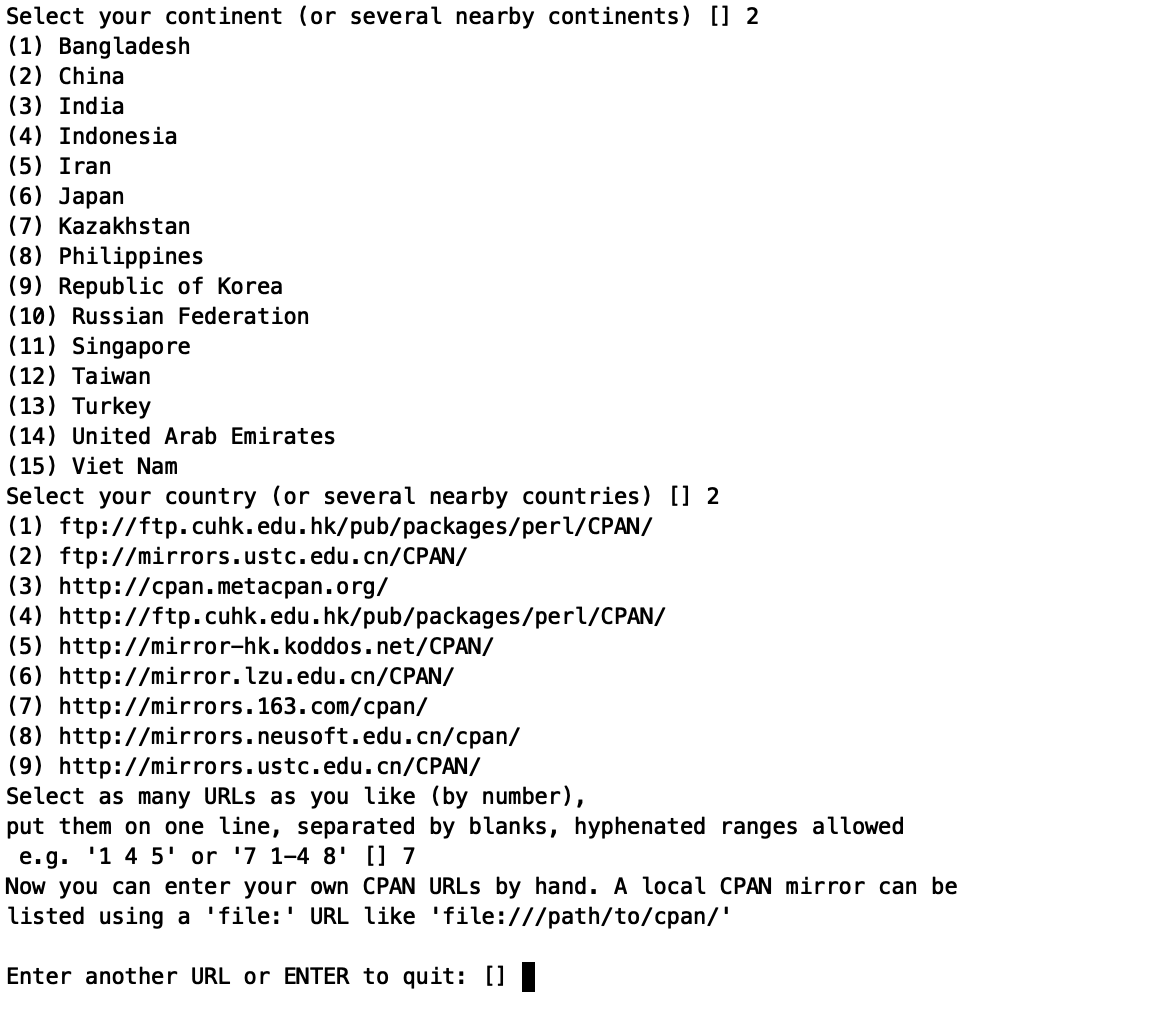 Select your continent (or several nearby continents) [] 2
(1) Bangladesh
(2) China
(3) India
(4) Indonesia
(5) Iran
(6) Japan
(7) Kazakhstan
(8) Philippines
(9) Republic of Korea
(10) Russian Federation
(11) Singapore
(12) Taiwan
(13) Turkey
(14) United Arab Emirates
(15) Viet Nam
Select your country (or several nearby countries) [] 2
(1) ftp://ftp.cuhk.edu.hk/pub/packages/perl/CPAN/
(2) ftp://mirrors.ustc.edu.cn/CPAN/
(3) http://cpan.metacpan.org/
(4) http://ftp.cuhk.edu.hk/pub/packages/perl/CPAN/
(5) http://mirror-hk.koddos.net/CPAN/
(6) http://mirror.lzu.edu.cn/CPAN/
(7) http://mirrors.163.com/cpan/
(8) http://mirrors.neusoft.edu.cn/cpan/
(9) http://mirrors.ustc.edu.cn/CPAN/
Select as many URLs as you like (by number),
put them on one line, separated by blanks, hyphenated ranges allowed
 e.g. '1 4 5' or '7 1-4 8' [] 7
Now you can enter your own CPAN URLs by hand. A local CPAN mirror can be
listed using a 'file:' URL like 'file:///path/to/cpan/'
Enter another URL or ENTER to quit: []